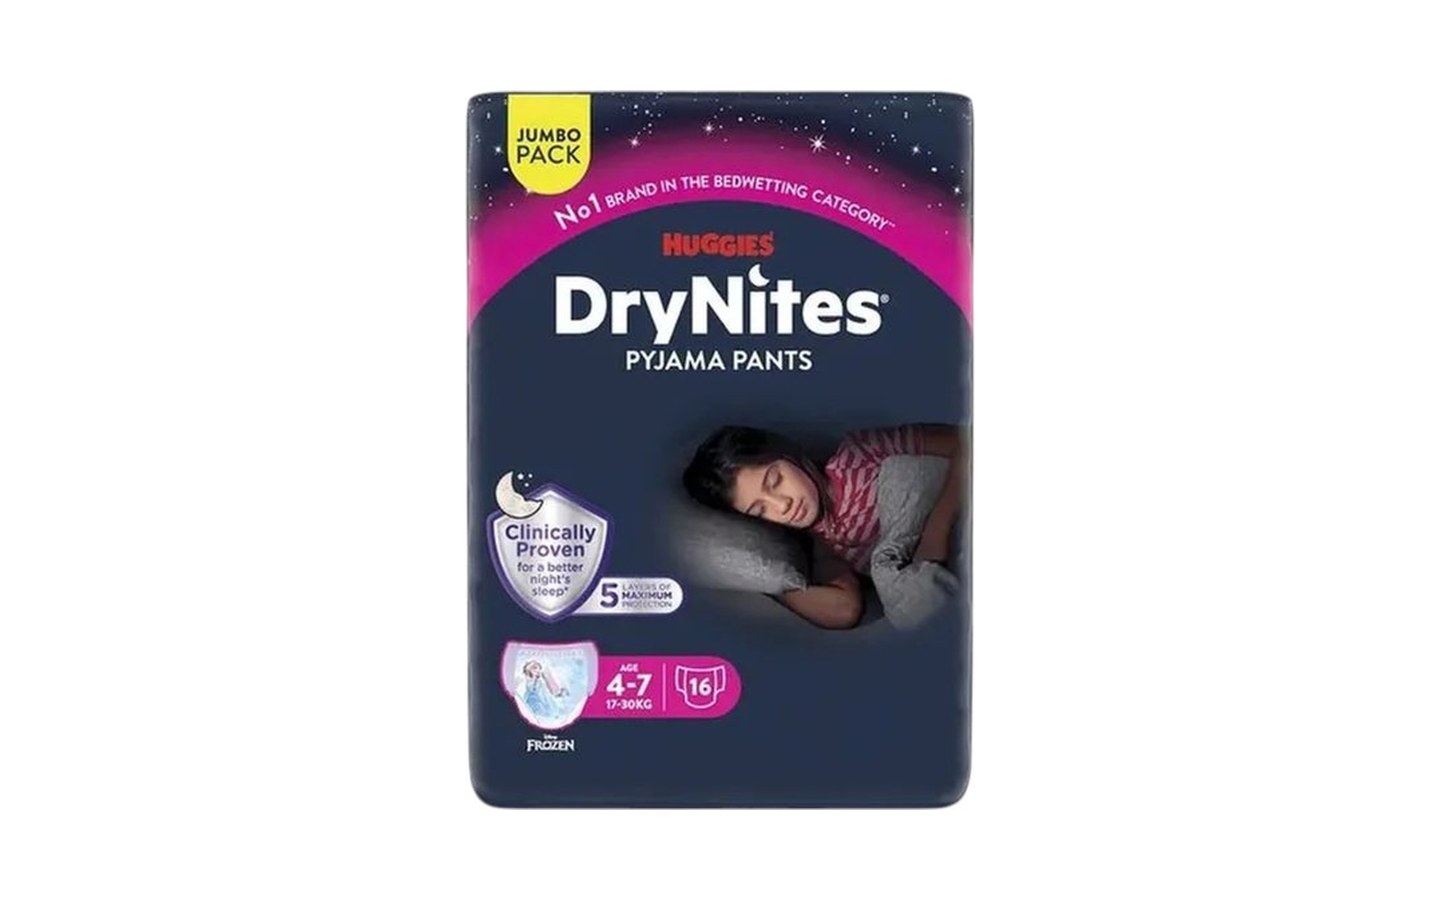 JUMBO
PACK
No1 BRAND IN THE BEDWETTING CATEGORY
HUGGIES
DryNites®
PYJAMA PANTS
Clinically
Proven
for a better
night's
sleep*
5 LAYERS OF
MAXIMUM
PROTECTION
AGE
4-7
17-30KG
16
Disney
FROZEN